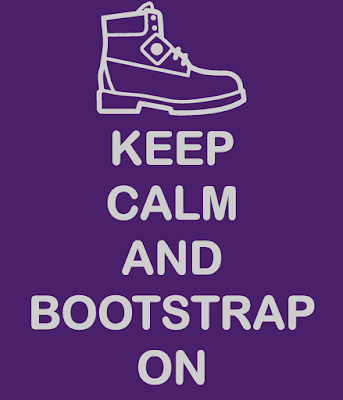 KEEP
CALM
AND
BOOTSTRAP
ON